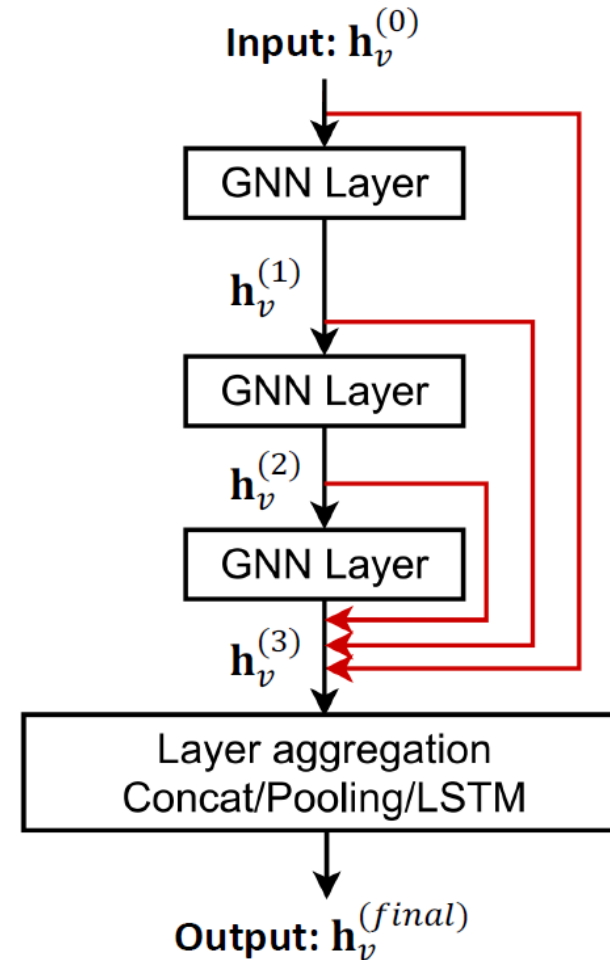 Input: h_v^{(0)}
GNN Layer
h_v^{(1)}
GNN Layer
h_v^{(2)}
GNN Layer
h_v^{(3)}
Layer aggregation
Concat/Pooling/LSTM
Output: h_v^{(final)}